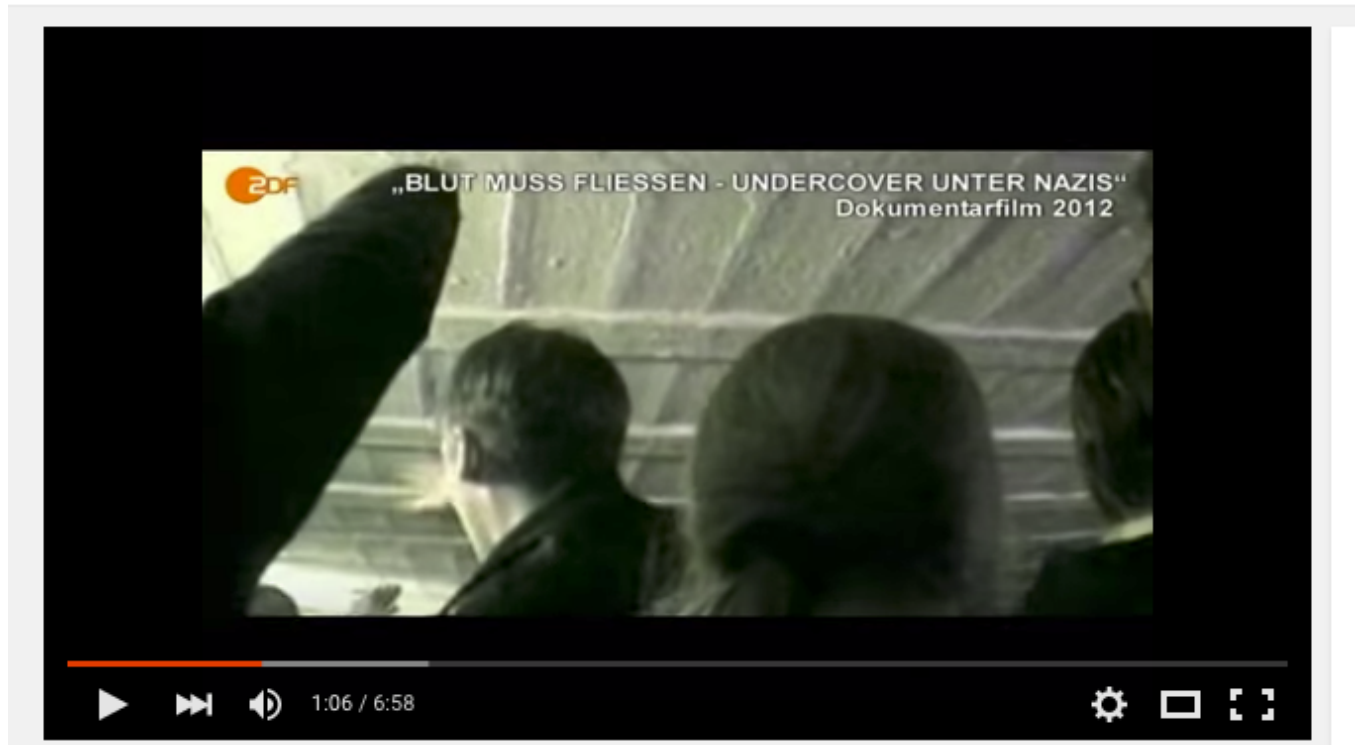 ZDF
„BLUT MUSS FLIESSEN - UNDERCOVER UNTER NAZIS“
Dokumentarfilm 2012
1:06 / 6:58